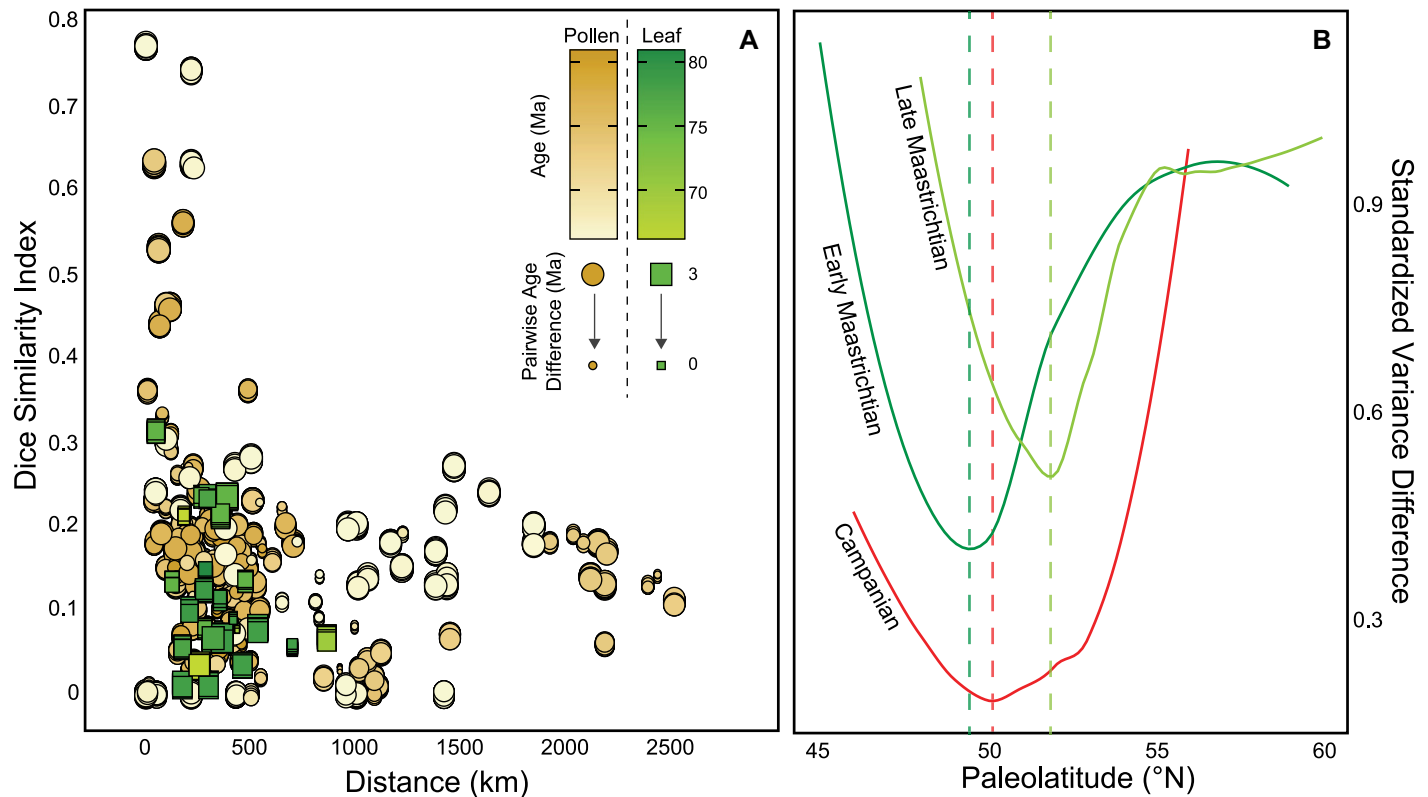 A
Pollen
Leaf
Age (Ma)
80
75
70
Pairwise Age
Difference (Ma)
3
0
Dice Similarity Index
0.8
0.7
0.6
0.5
0.4
0.3
0.2
0.1
0
0
500
1000
1500
2000
2500
Distance (km)
B
Late Maastrichtian
Early Maastrichtian
Campanian
0.9
0.6
0.3
Standardized Variance Difference
45
50
55
60
Paleolatitude (°N)